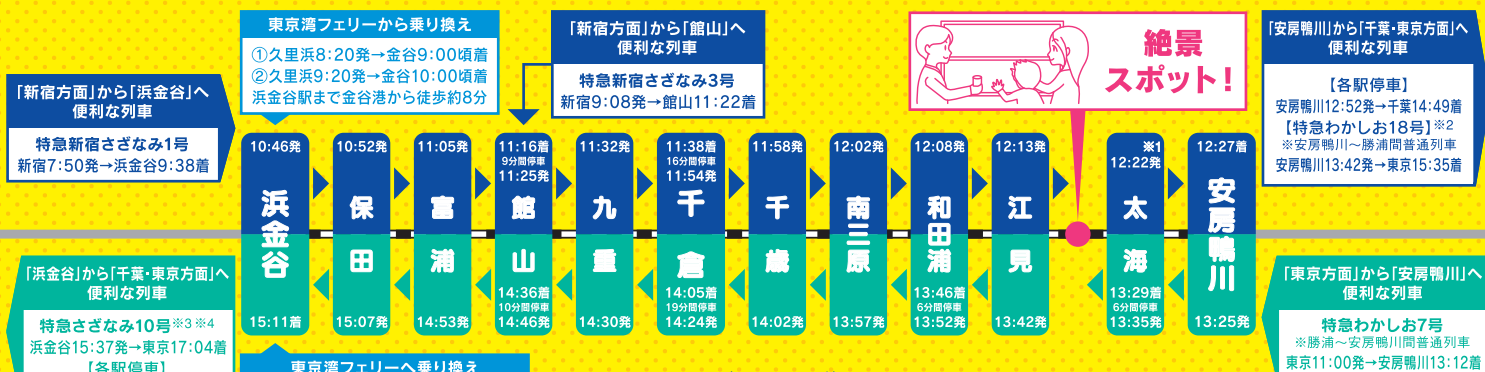 東京湾フェリーから乗り換え
①久里浜8:20発→金谷9:00頃着
②久里浜9:20発→金谷10:00頃着
浜金谷駅まで金谷港から徒歩約8分
「新宿方面」から「館山」へ
便利な列車
特急新宿さざなみ3号
新宿9:08発→館山11:22着
絶景
スポット!
「安房鴨川」から「千葉・東京方面」へ
便利な列車
【各駅停車】
安房鴨川12:52発→千葉14:49着
【特急わかしお18号】※2
※安房鴨川～勝浦間普通列車
安房鴨川13:42発→東京15:35着
「新宿方面」から「浜金谷」へ
便利な列車
特急新宿さざなみ1号
新宿7:50発→浜金谷9:38着
10:46発
浜金谷
15:11着
10:52発
保田
15:07発
11:05発
富浦
14:53発
11:16着
9分間停車
11:25発
館山
14:36着
10分間停車
14:46発
11:32発
九重
14:30発
11:38着
16分間停車
11:54発
千倉
14:05着
19分間停車
14:24発
11:58発
千歳
14:02発
12:02発
南三原
13:57発
12:08発
和田浦
13:46着
6分間停車
13:52発
12:13発
江見
13:42発
※1
12:22発
太海
13:29着
6分間停車
13:35発
12:27着
安房鴨川
13:25発
「浜金谷」から「千葉・東京方面」へ
便利な列車
特急さざなみ10号※3※4
浜金谷15:37発→東京17:04着
【各駅停車】
東京湾フェリーへ乗り換え
「東京方面」から「安房鴨川」へ
便利な列車
特急わかしお7号
※勝浦～安房鴨川間普通列車
東京11:00発→安房鴨川13:12着